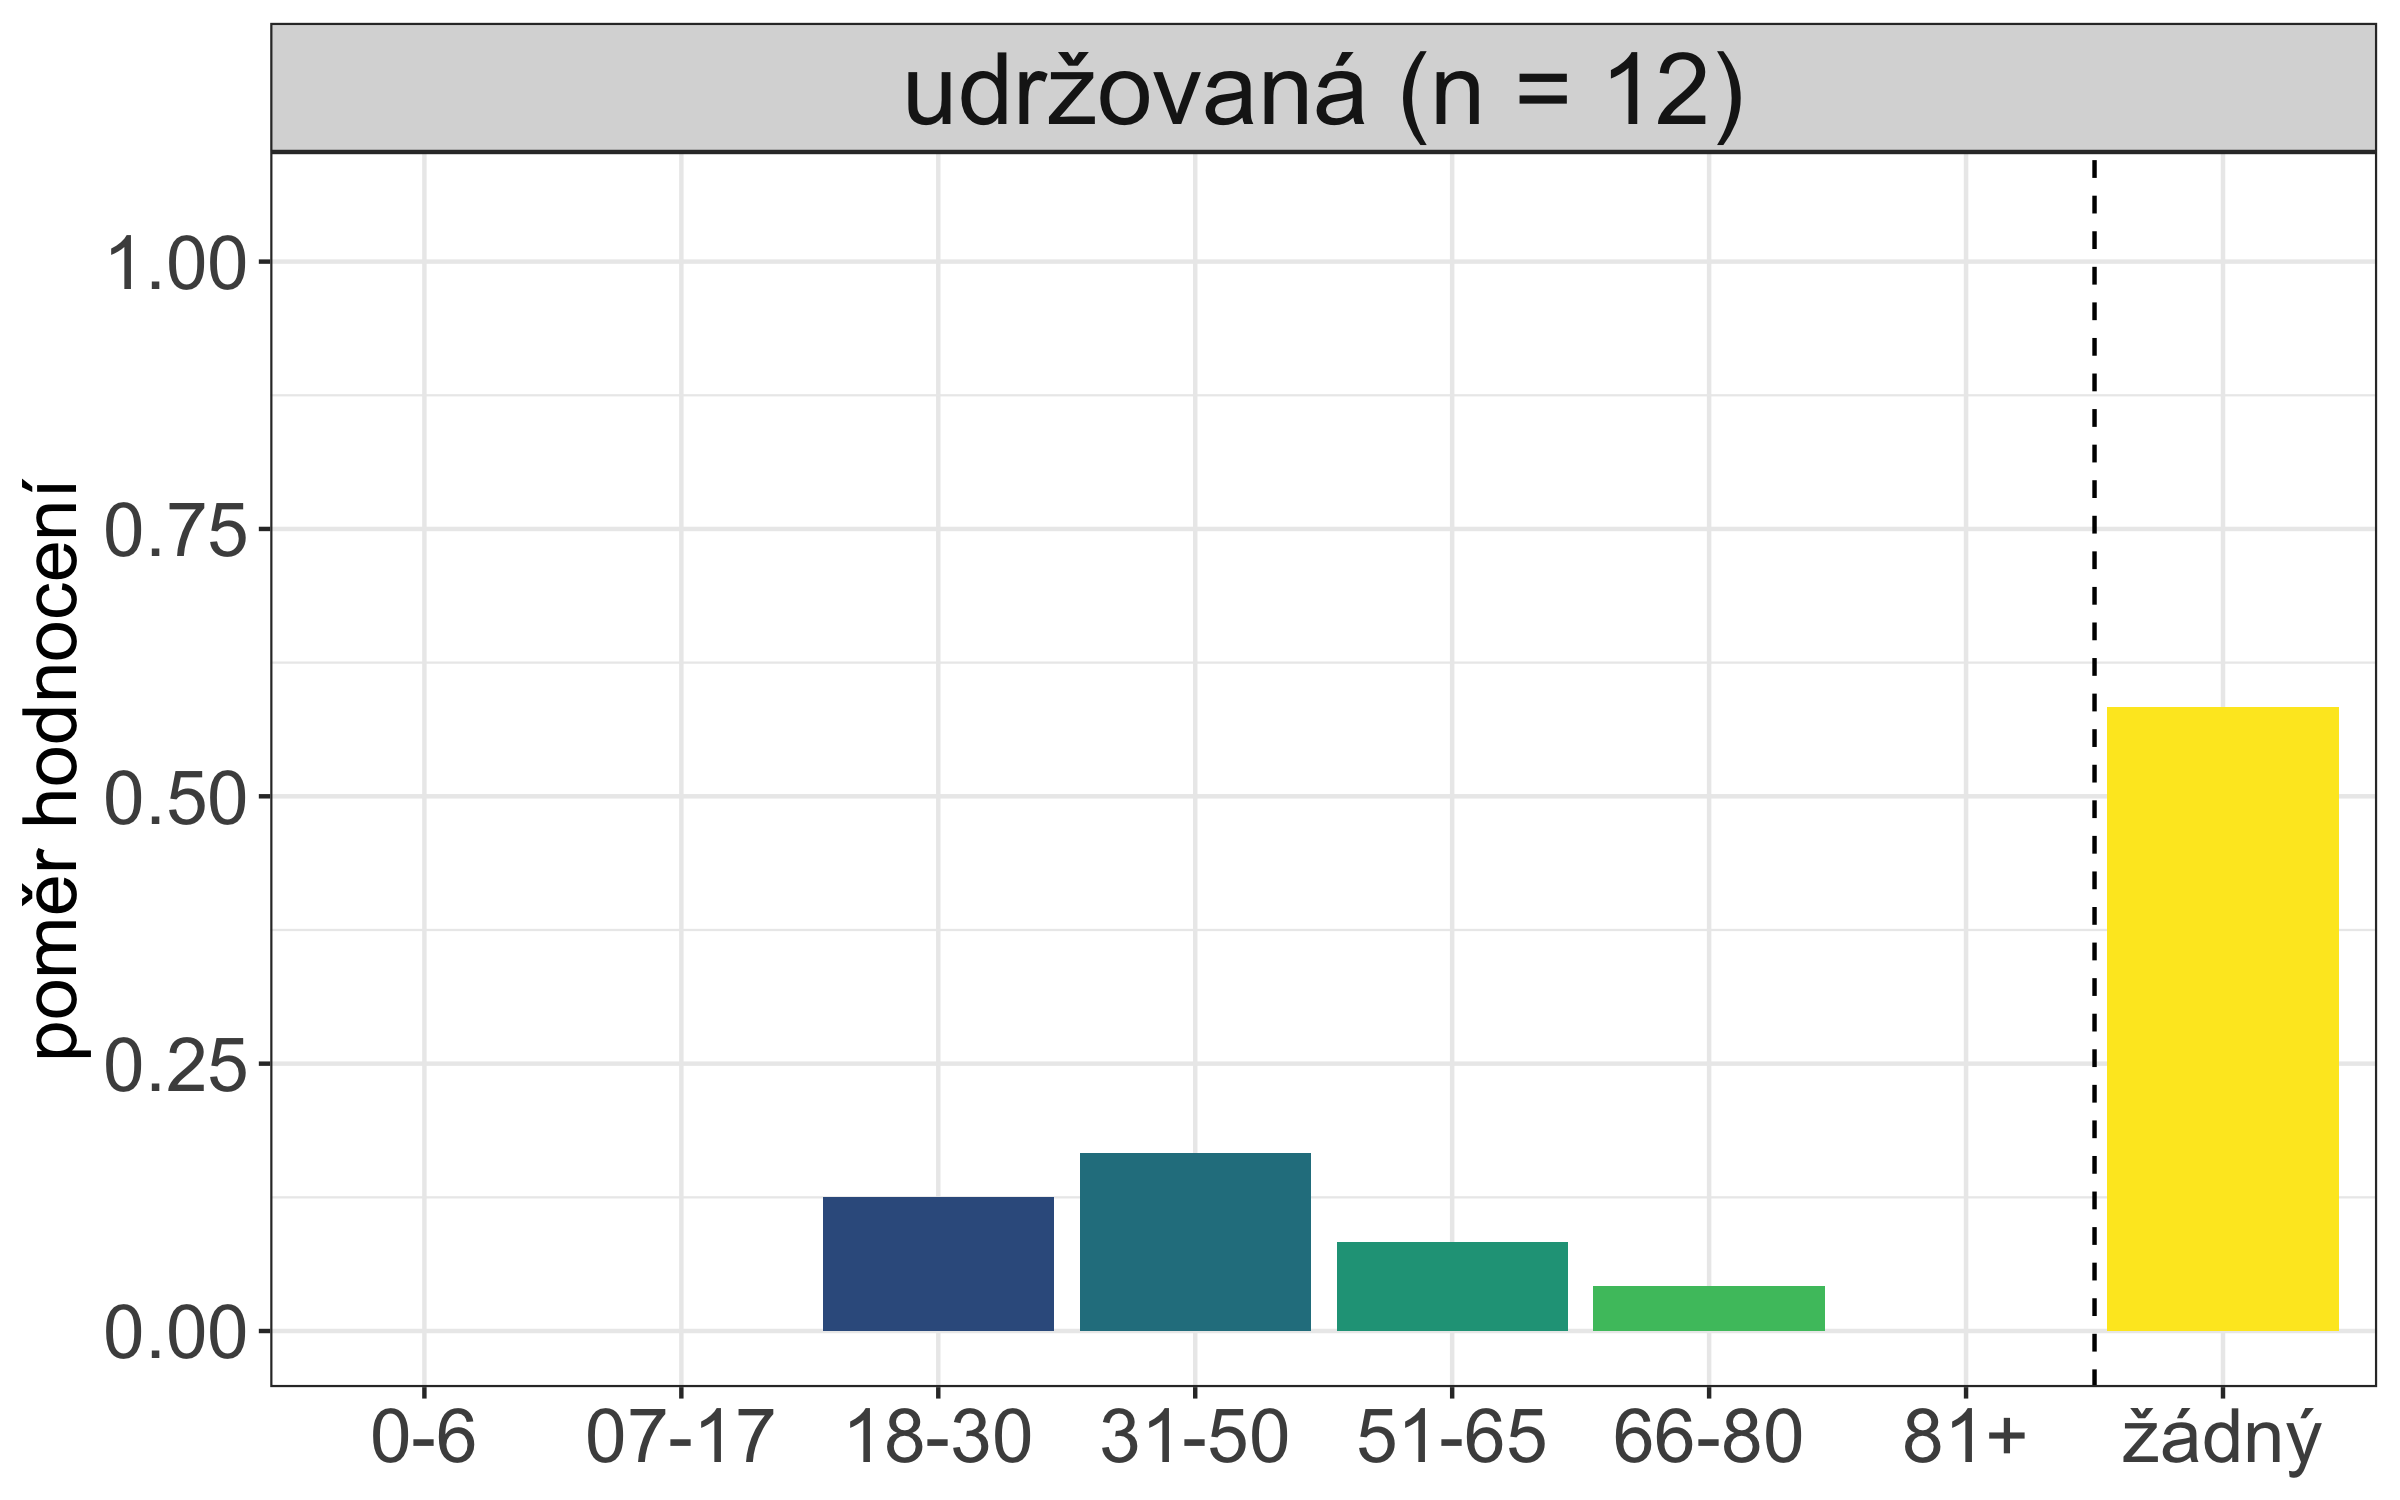 udržovaná (n = 12)
poměr hodnocení
1.00
0.75
0.50
0.25
0.00
0-6 07-17 18-30 31-50 51-65 66-80 81+ žádný